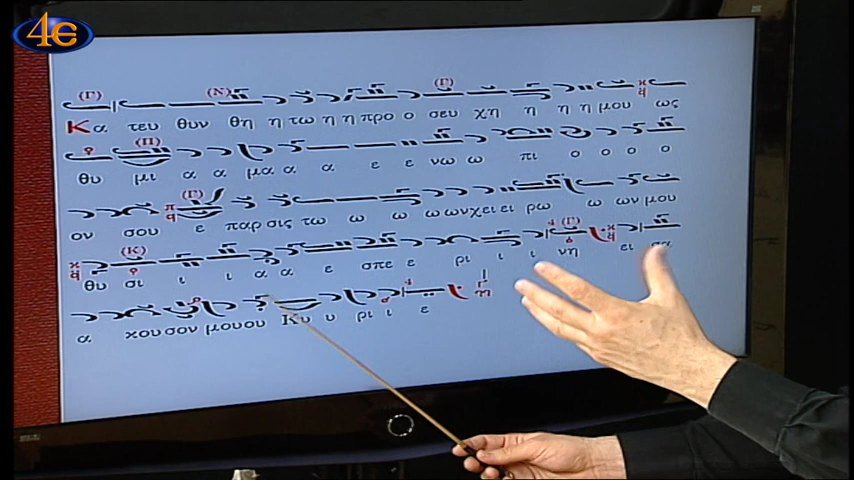 4Ε
Κα τευ θυν θη η τω η η προ ο σευ χη η η η μου ως
θυ μι α α μα α α ε ε νω ω πι ο ο ο ο
ον σου ε παρ σις τω ω ω ω ων χει ει ρω ω ων μου
θυ σι ι ι α α ε σπε ε ρι ι ι νη ει σα
α κου σον μου ου Κυ υ ρι ι ε